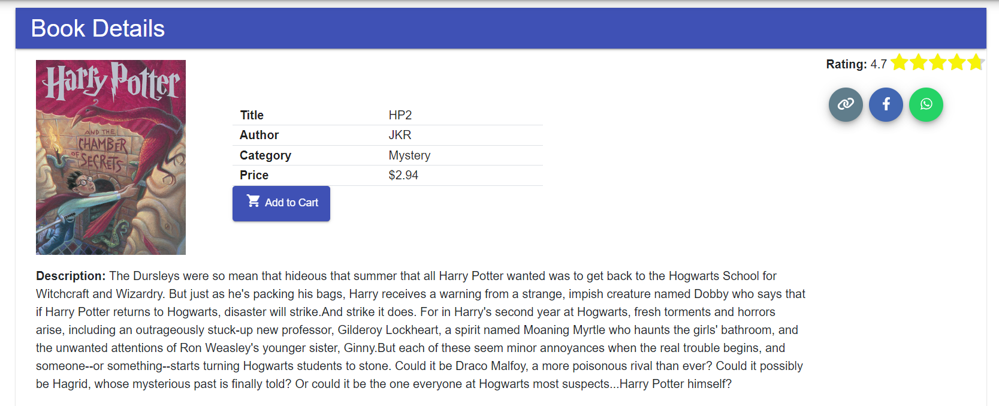 Book Details
Harry Potter
AND THE
CHAMBER
OF SECRETS
Title HP2
Author JKR
Category Mystery
Price $2.94
Add to Cart
Rating: 4.7
Description: The Dursleys were so mean that hideous that summer that all Harry Potter wanted was to get back to the Hogwarts School for
Witchcraft and Wizardry. But just as he's packing his bags, Harry receives a warning from a strange, impish creature named Dobby who says that
if Harry Potter returns to Hogwarts, disaster will strike.And strike it does. For in Harry's second year at Hogwarts, fresh torments and horrors
arise, including an outrageously stuck-up new professor, Gilderoy Lockheart, a spirit named Moaning Myrtle who haunts the girls' bathroom, and
the unwanted attentions of Ron Weasley's younger sister, Ginny.But each of these seem minor annoyances when the real trouble begins, and
someone--or something--starts turning Hogwarts students to stone. Could it be Draco Malfoy, a more poisonous rival than ever? Could it possibly
be Hagrid, whose mysterious past is finally told? Or could it be the one everyone at Hogwarts most suspects...Harry Potter himself?